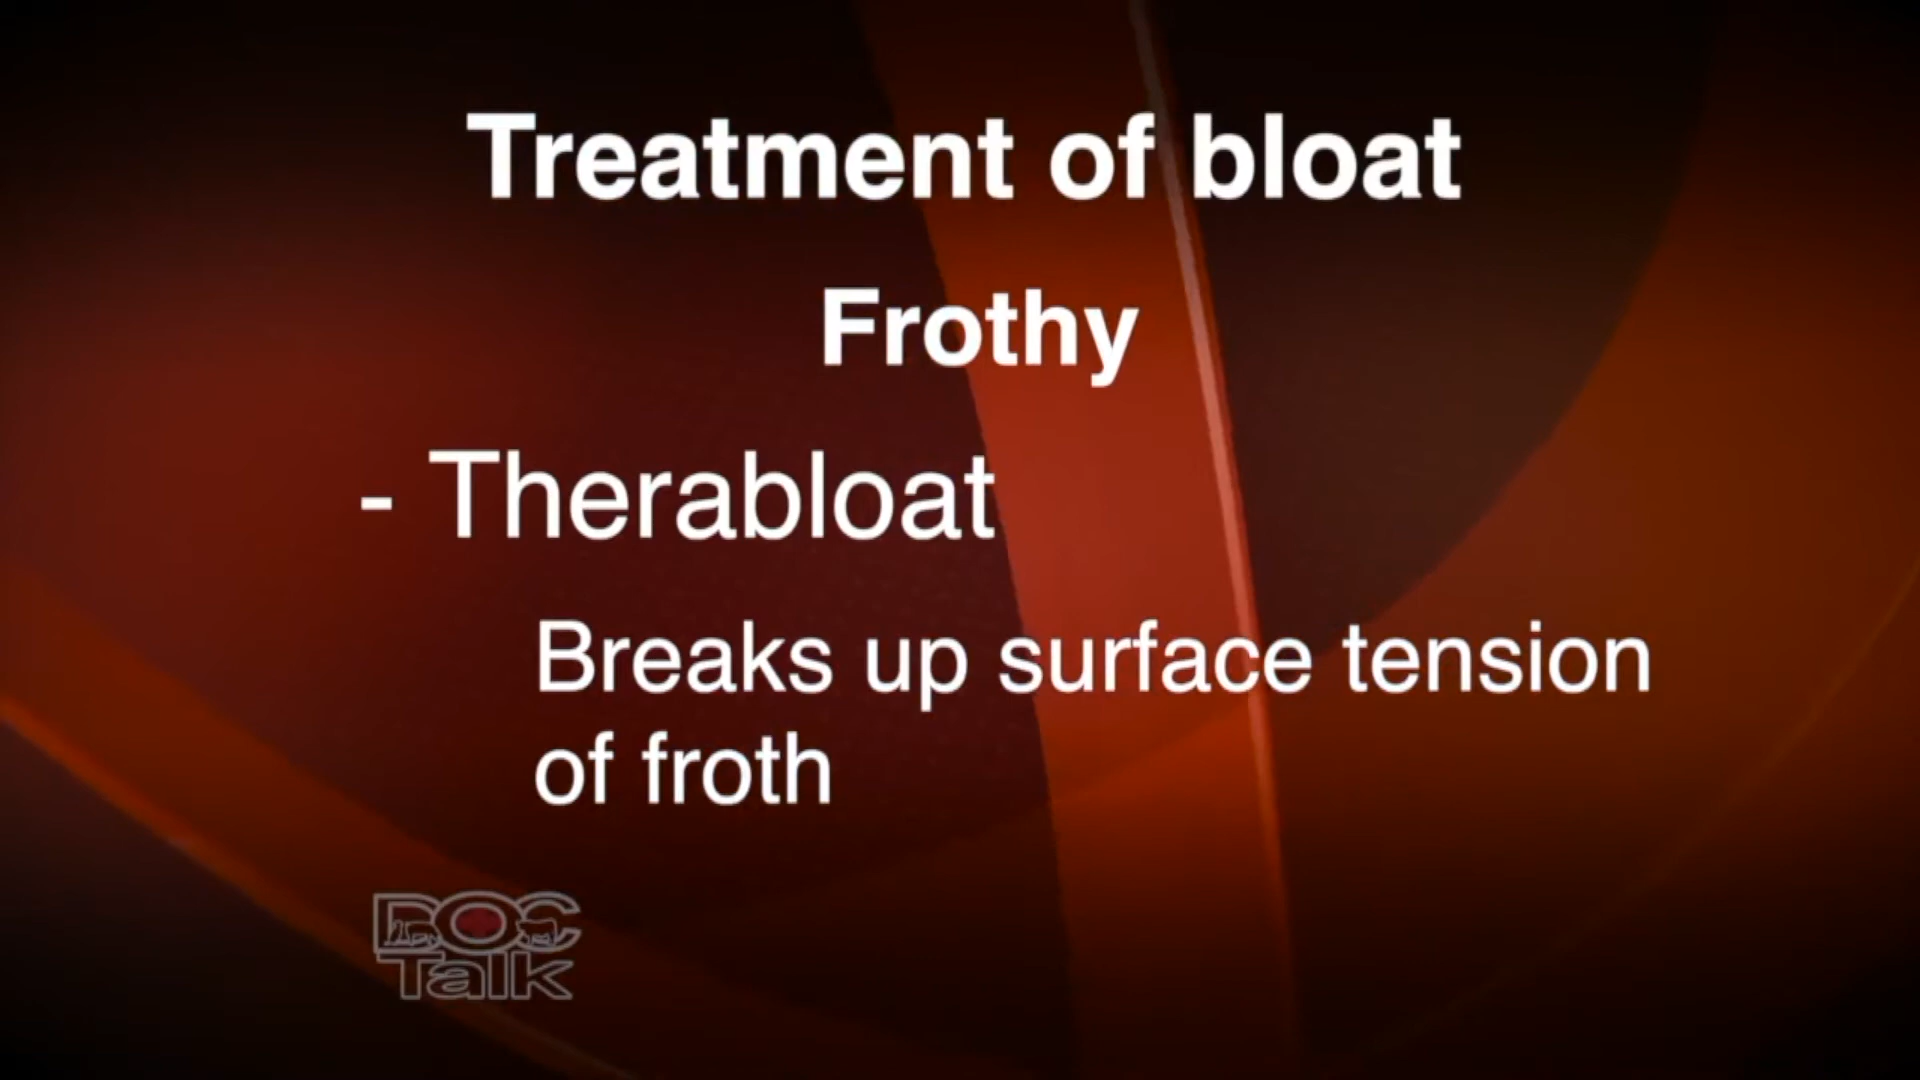 Treatment of bloat
Frothy
- Therabloat
Breaks up surface tension
of froth
DOC
Talk